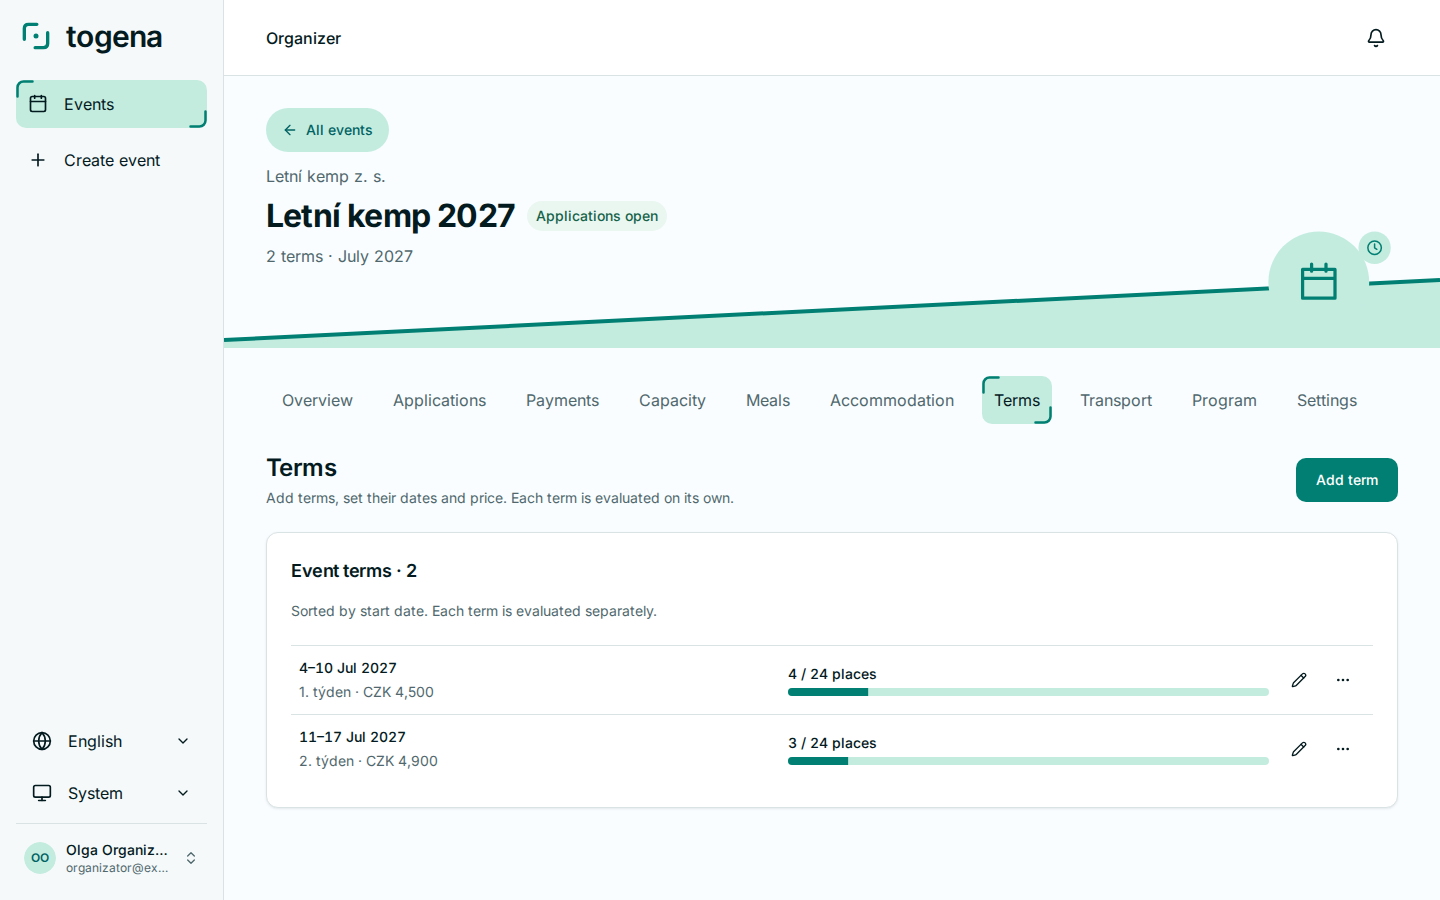 togena
Events
Create event
English
System
OO
Olga Organiz...
organizator@ex...
Organizer
All events
Letní kemp z. s.
Letní kemp 2027
Applications open
2 terms · July 2027
Overview
Applications
Payments
Capacity
Meals
Accommodation
Terms
Transport
Program
Settings
Terms
Add terms, set their dates and price. Each term is evaluated on its own.
Add term
Event terms · 2
Sorted by start date. Each term is evaluated separately.
4–10 Jul 2027
1. týden · CZK 4,500
4 / 24 places
11–17 Jul 2027
2. týden · CZK 4,900
3 / 24 places